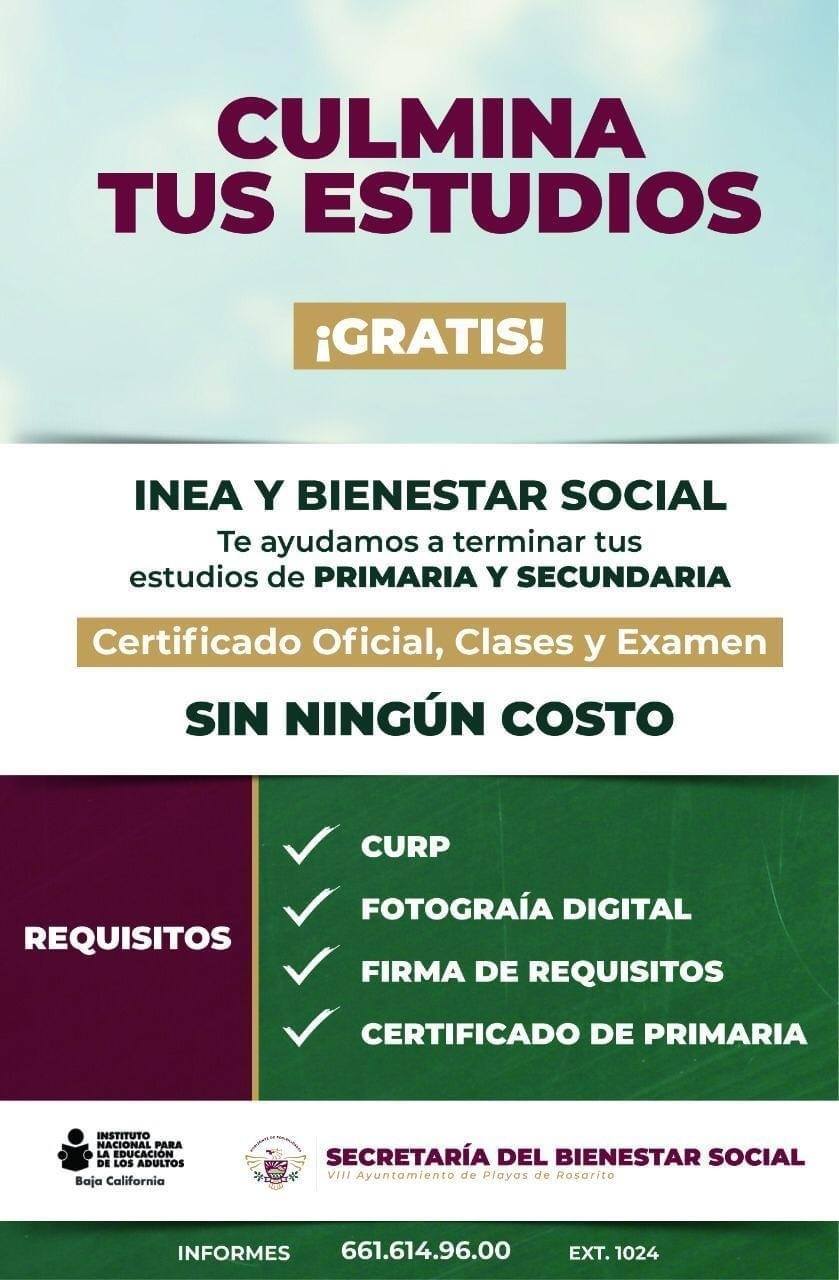 CULMINA
TUS ESTUDIOS
¡GRATIS!
INEA Y BIENESTAR SOCIAL
Te ayudamos a terminar tus
estudios de PRIMARIA Y SECUNDARIA
Certificado Oficial, Clases y Examen
SIN NINGÚN COSTO
REQUISITOS
CURP
FOTOGRAÍA DIGITAL
FIRMA DE REQUISITOS
CERTIFICADO DE PRIMARIA
INSTITUTO
NACIONAL PARA
LA EDUCACIÓN
DE LOS ADULTOS
Baja California
SECRETARÍA DEL BIENESTAR SOCIAL
VIII Ayuntamiento de Playas de Rosarito
INFORMES 661.614.96.00 EXT. 1024